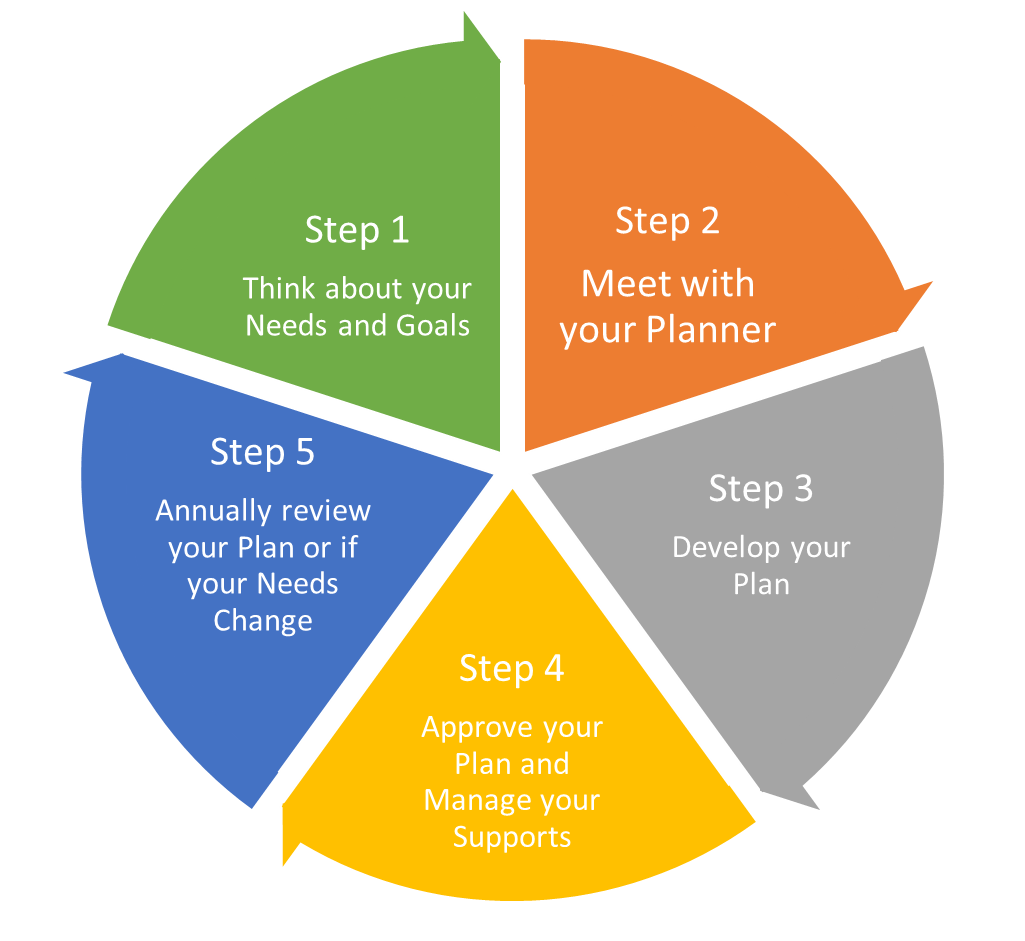 Step 1
Think about your
Needs and Goals
Step 2
Meet with
your Planner
Step 3
Develop your
Plan
Step 4
Approve your
Plan and
Manage your
Supports
Step 5
Annually review
your Plan or if
your Needs
Change